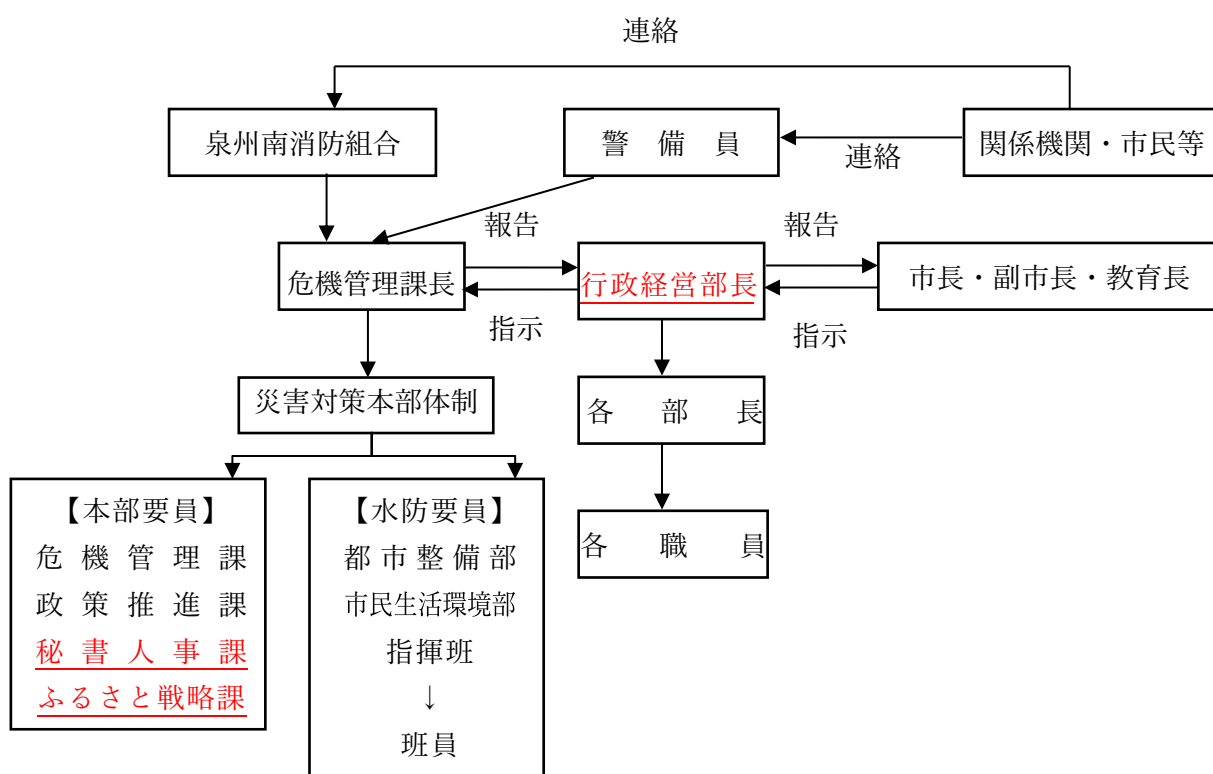 連絡
泉州南消防組合
警備員
関係機関・市民等
連絡
報告
報告
危機管理課長
行政経営部長
市長・副市長・教育長
指示
指示
災害対策本部体制
各部長
【本部要員】
危機管理課
政策推進課
秘書人事課
ふるさと戦略課
【水防要員】
都市整備部
市民生活環境部
指揮班
↓
班員
各職員